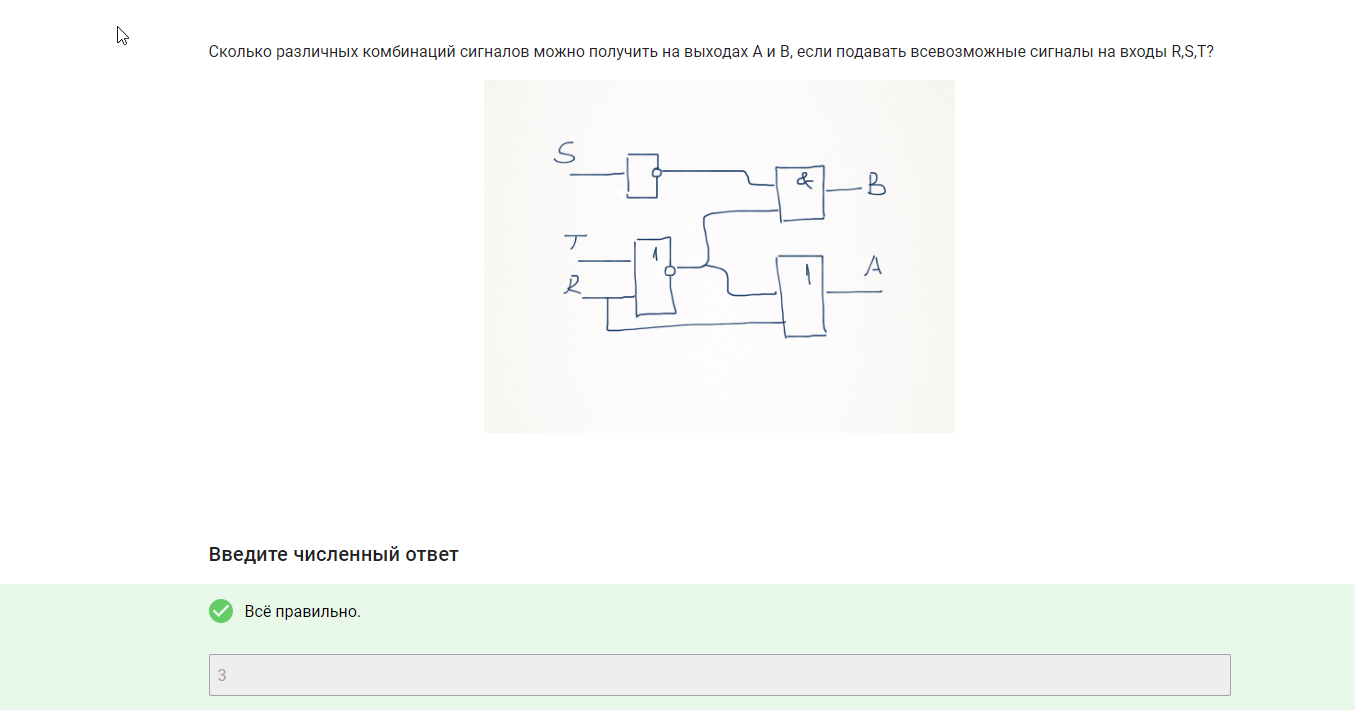 Сколько различных комбинаций сигналов можно получить на выходах А и В, если подавать всевозможные сигналы на входы R,S,T?
S
& B
T 1
R 1 A
Введите численный ответ
Всё правильно.
3